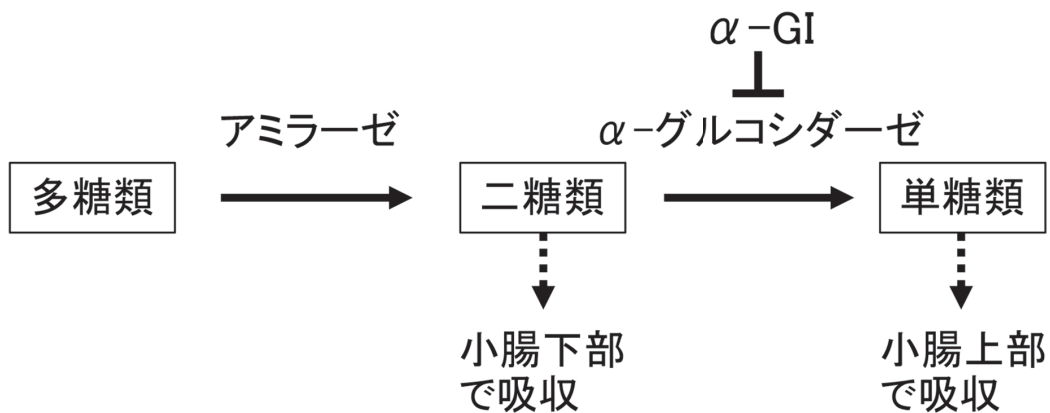 α-GI
アミラーゼ
α-グルコシダーゼ
多糖類
二糖類
単糖類
小腸下部
で吸収
小腸上部
で吸収